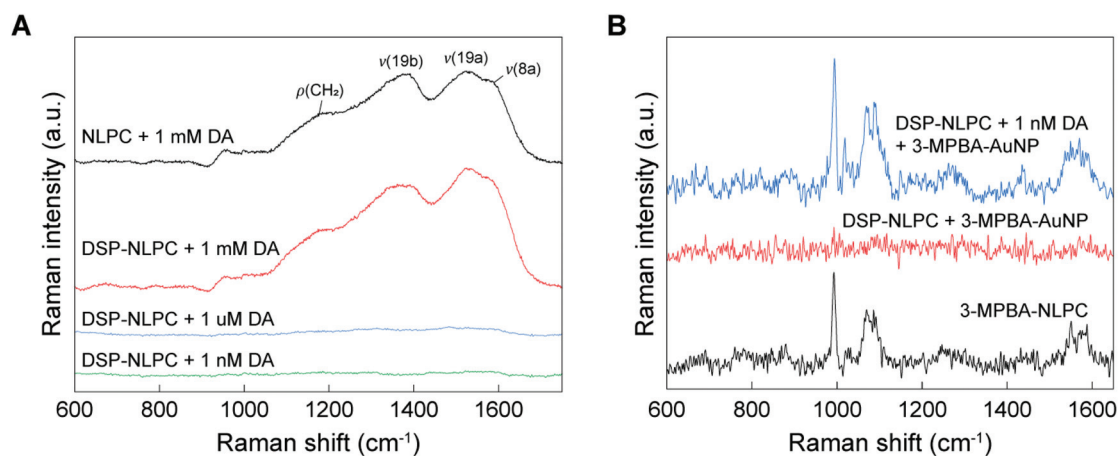 A
Raman intensity (a.u.)
ρ(CH₂)
ν(19b)
ν(19a)
ν(8a)
NLPC + 1 mM DA
DSP-NLPC + 1 mM DA
DSP-NLPC + 1 uM DA
DSP-NLPC + 1 nM DA
600 800 1000 1200 1400 1600
Raman shift (cm⁻¹)
B
Raman intensity (a.u.)
DSP-NLPC + 1 nM DA
+ 3-MPBA-AuNP
DSP-NLPC + 3-MPBA-AuNP
3-MPBA-NLPC
600 800 1000 1200 1400 1600
Raman shift (cm⁻¹)